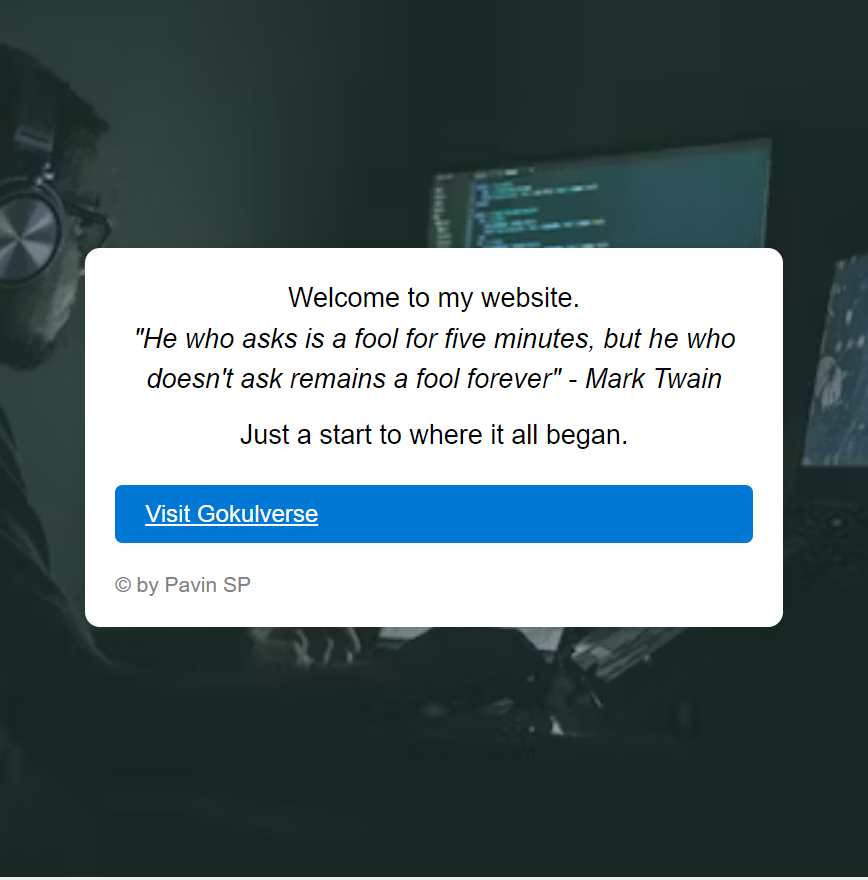 Welcome to my website.
"He who asks is a fool for five minutes, but he who
doesn't ask remains a fool forever" - Mark Twain
Just a start to where it all began.
Visit Gokulverse
© by Pavin SP